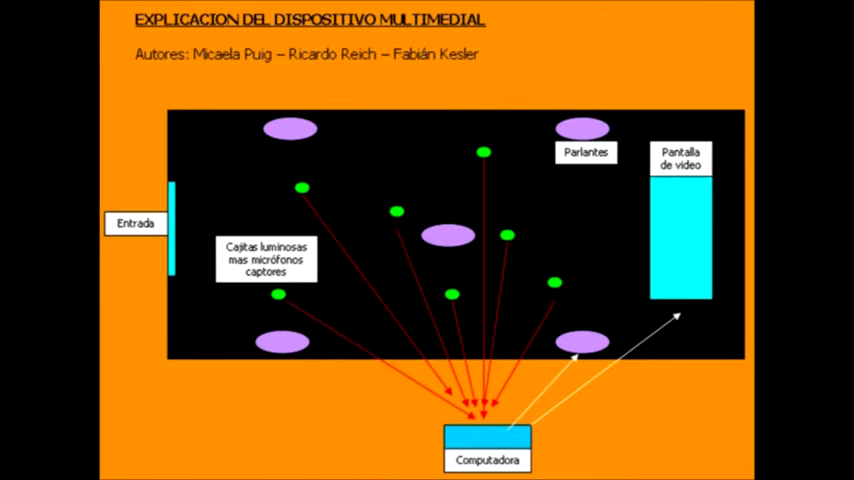 EXPLICACION DEL DISPOSITIVO MULTIMEDIAL
Autores: Micaela Puig – Ricardo Reich – Fabián Kesler
Parlantes
Pantalla
de video
Entrada
Cajitas luminosas
mas micrófonos
captores
Computadora